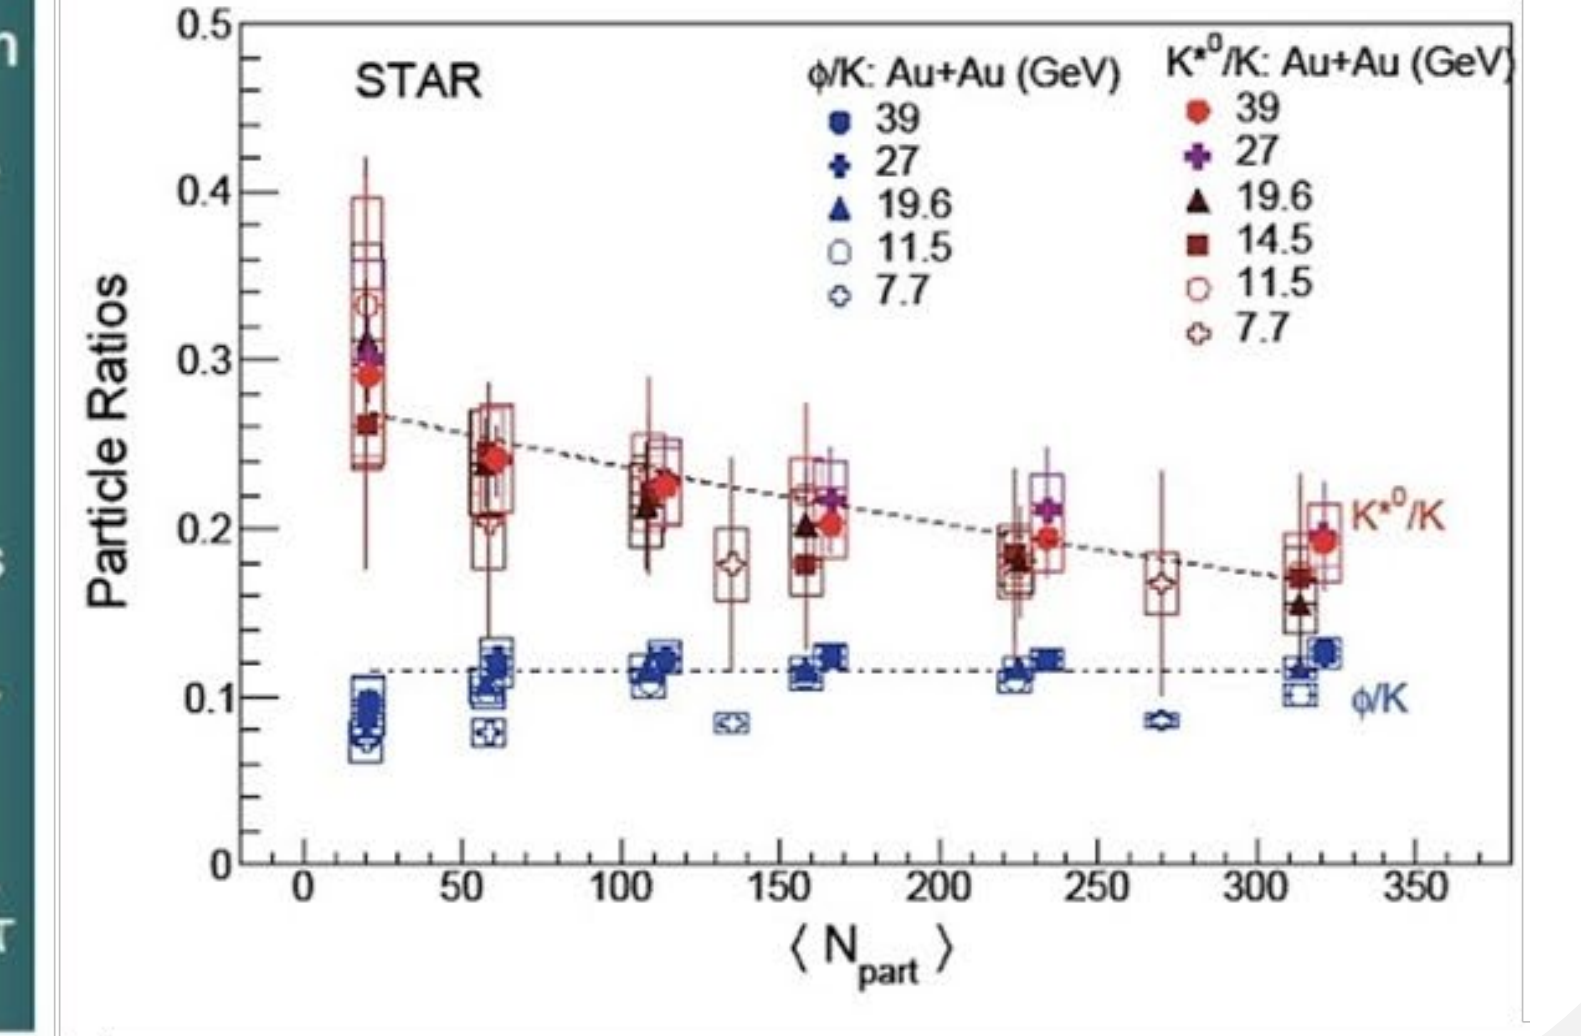 n
0.5
STAR
ϕ/K: Au+Au (GeV)
39
27
19.6
11.5
7.7
K*⁰/K: Au+Au (GeV)
39
27
19.6
14.5
11.5
7.7
0.4
0.3
0.2
0.1
0
Particle Ratios
K*⁰/K
ϕ/K
0 50 100 150 200 250 300 350
⟨ Npart ⟩